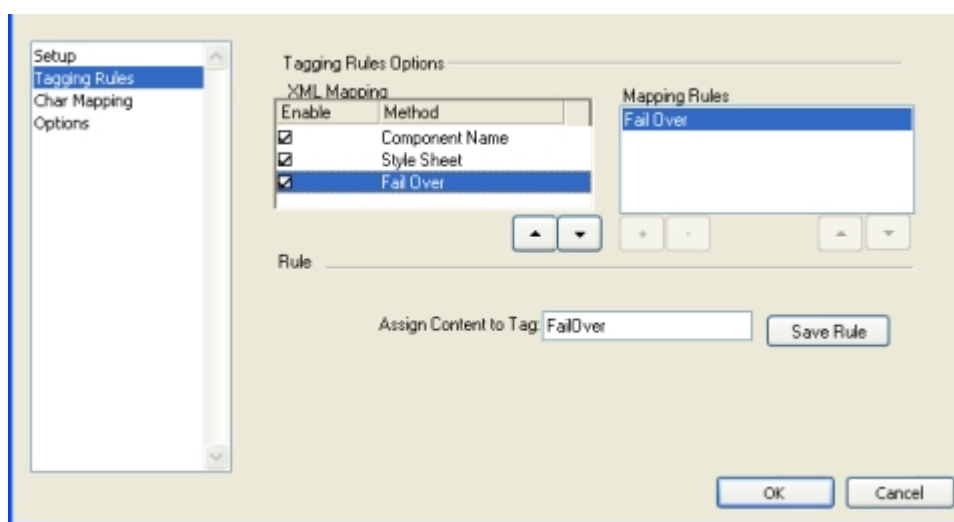 Setup
Tagging Rules
Char Mapping
Options
Tagging Rules Options
XML Mapping
Enable Method
Component Name
Style Sheet
Fail Over
Mapping Rules
Fail Over
+ -
Rule
Assign Content to Tag: FailOver
Save Rule
OK Cancel